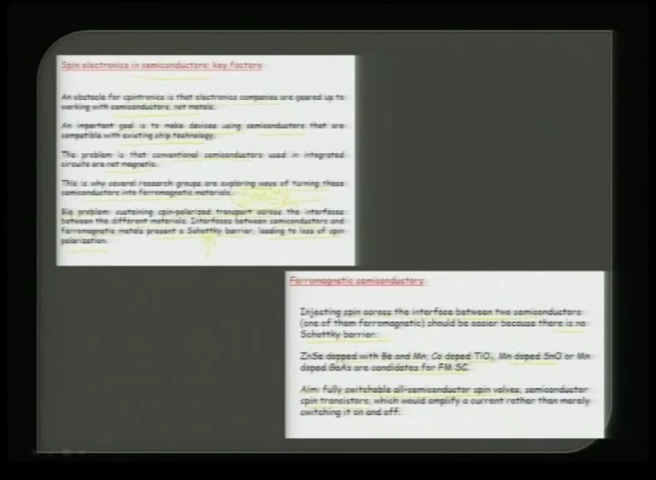 Spin electronics in semiconductors: key factors
An obstacle for spintronics is that electronics companies are geared up to
working with semiconductors, not metals.
An important goal is to make devices using semiconductors that are
compatible with existing chip technology.
The problem is that conventional semiconductors used in integrated
circuits are not magnetic.
This is why several research groups are exploring ways of turning these
semiconductors into ferromagnetic materials.
Big problem: sustaining spin-polarized transport across the interfaces
between the different materials. Interfaces between semiconductors and
ferromagnetic metals present a Schottky barrier, leading to loss of spin
polarization.
Ferromagnetic semiconductors
Injecting spin across the interface between two semiconductors
(one of them ferromagnetic) should be easier because there is no
Schottky barrier.
ZnSe dopped with Be and Mn, Co doped TiO₂, Mn doped SnO or Mn
doped GaAs are candidates for FM SC.
Aim: fully switchable all-semiconductor spin valves, semiconductor
spin transistors, which would amplify a current rather than merely
switching it on and off.